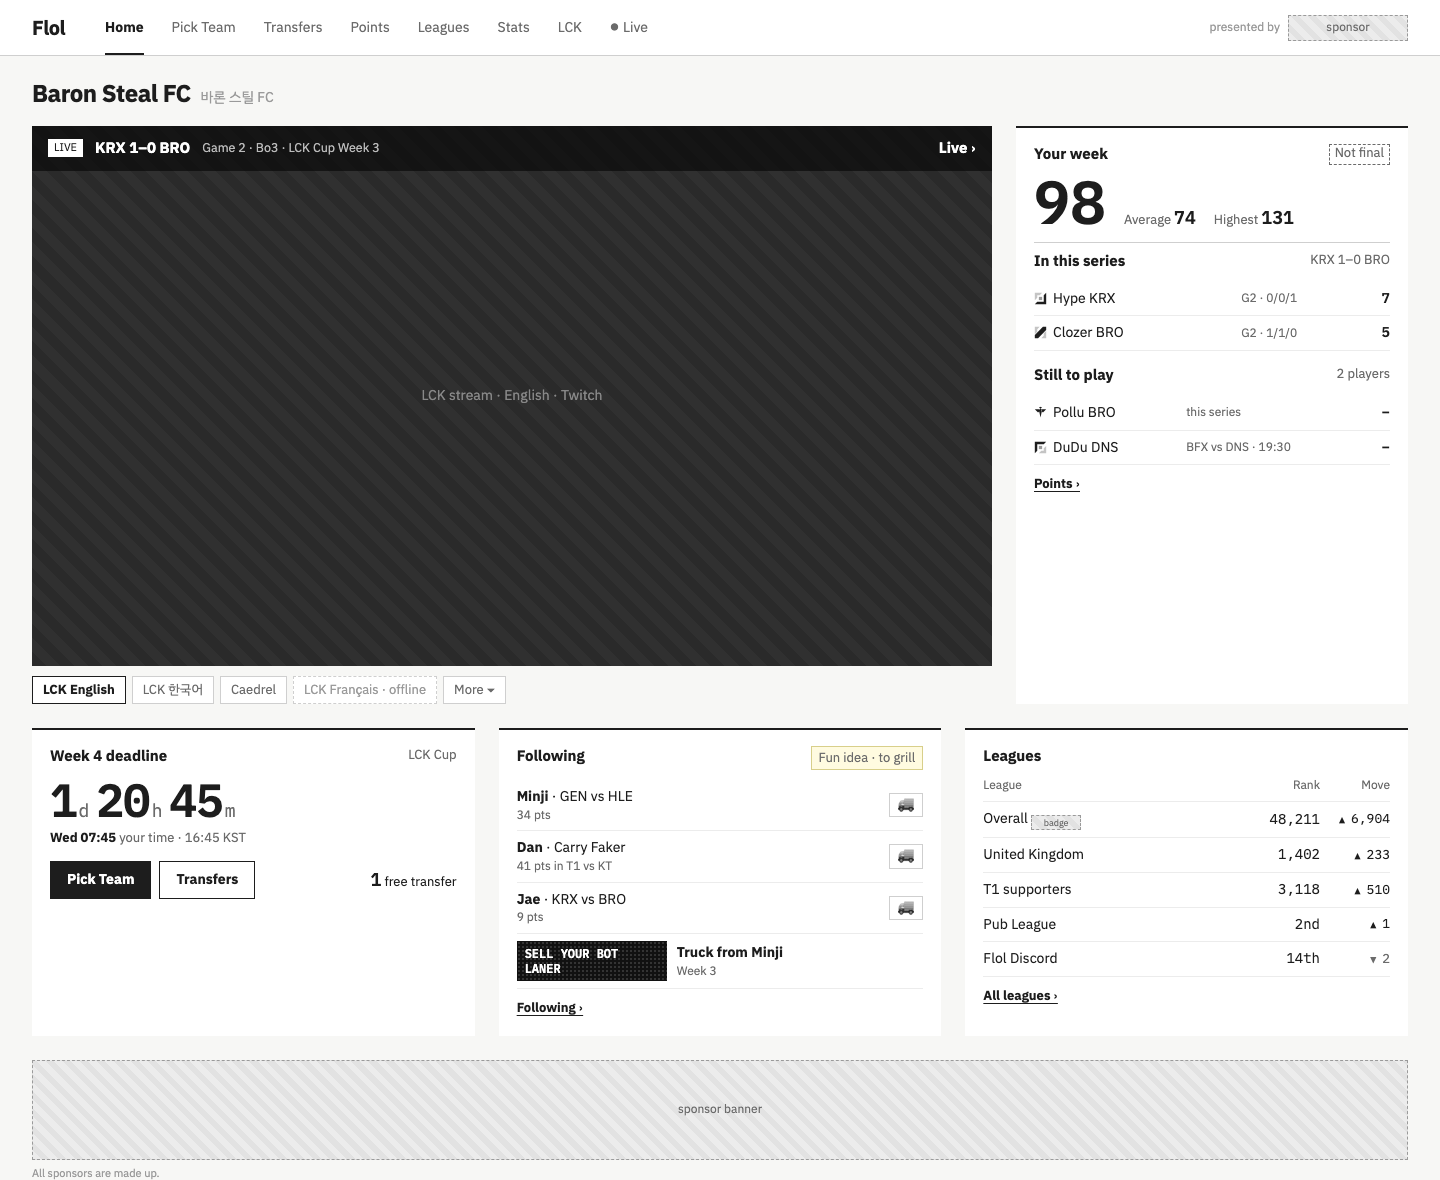 Flol
Home
Pick Team
Transfers
Points
Leagues
Stats
LCK
Live
presented by
sponsor
Baron Steal FC 바론 스틸 FC
LIVE KRX 1–0 BRO Game 2 · Bo3 · LCK Cup Week 3
Live ›
LCK stream · English · Twitch
LCK English
LCK 한국어
Caedrel
LCK Français · offline
More
Your week
Not final
98 Average 74 Highest 131
In this series KRX 1–0 BRO
Hype KRX G2 · 0/0/1 7
Clozer BRO G2 · 1/1/0 5
Still to play 2 players
Pollu BRO this series –
DuDu DNS BFX vs DNS · 19:30 –
Points ›
Week 4 deadline LCK Cup
1d 20h 45m
Wed 07:45 your time · 16:45 KST
Pick Team
Transfers
1 free transfer
Following
Fun idea · to grill
Minji · GEN vs HLE
34 pts
Dan · Carry Faker
41 pts in T1 vs KT
Jae · KRX vs BRO
9 pts
SELL YOUR BOT
LANER
Truck from Minji
Week 3
Following ›
Leagues
League Rank Move
Overall badge 48,211 ▲ 6,904
United Kingdom 1,402 ▲ 233
T1 supporters 3,118 ▲ 510
Pub League 2nd ▲ 1
Flol Discord 14th ▼ 2
All leagues ›
sponsor banner
All sponsors are made up.